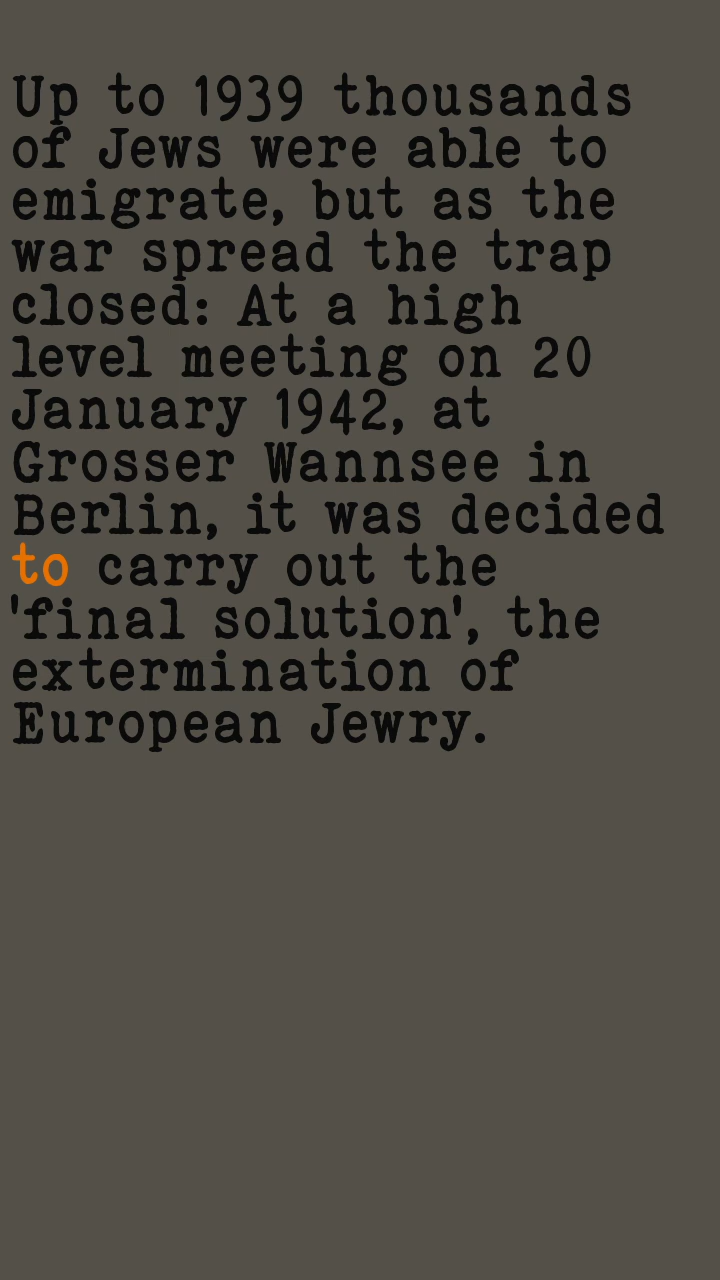 Up to 1939 thousands
of Jews were able to
emigrate, but as the
war spread the trap
closed: At a high
level meeting on 20
January 1942, at
Grosser Wannsee in
Berlin, it was decided
to carry out the
'final solution', the
extermination of
European Jewry.